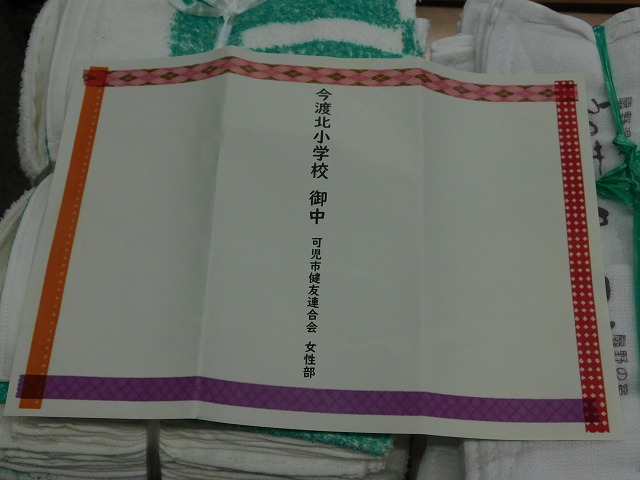 今渡北小学校 御中
可児市健友連合会 女性部